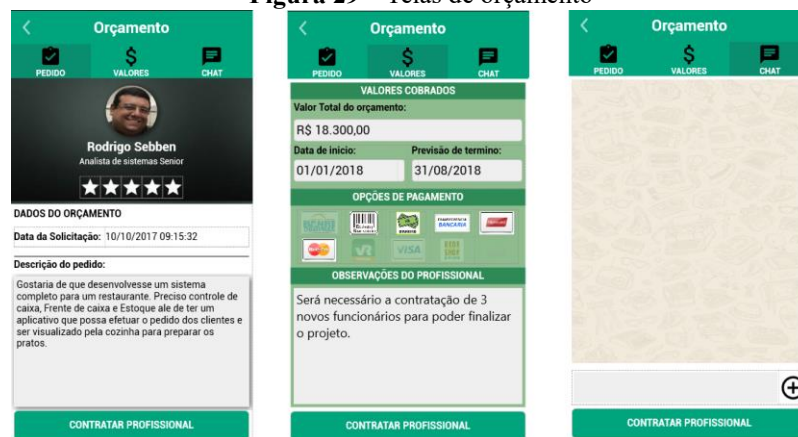 Figura 29 – Telas de orçamento
Orçamento
PEDIDO
VALORES
CHAT
Rodrigo Sebben
Analista de sistemas Senior
DADOS DO ORÇAMENTO
Data da Solicitação: 10/10/2017 09:15:32
Descrição do pedido:
Gostaria de que desenvolvesse um sistema
completo para um restaurante. Preciso controle de
caixa, Frente de caixa e Estoque ale de ter um
aplicativo que possa efetuar o pedido dos clientes e
ser visualizado pela cozinha para preparar os
pratos.
CONTRATAR PROFISSIONAL
Orçamento
PEDIDO
VALORES
CHAT
VALORES COBRADOS
Valor Total do orçamento:
R$ 18.300,00
Data de inicio:
Previsão de termino:
01/01/2018
31/08/2018
OPÇÕES DE PAGAMENTO
TRANSFERÊNCIA
BANCÁRIA
VR
VISA
OBSERVAÇÕES DO PROFISSIONAL
Será necessário a contratação de 3
novos funcionários para poder finalizar
o projeto.
CONTRATAR PROFISSIONAL
Orçamento
PEDIDO
VALORES
CHAT
CONTRATAR PROFISSIONAL